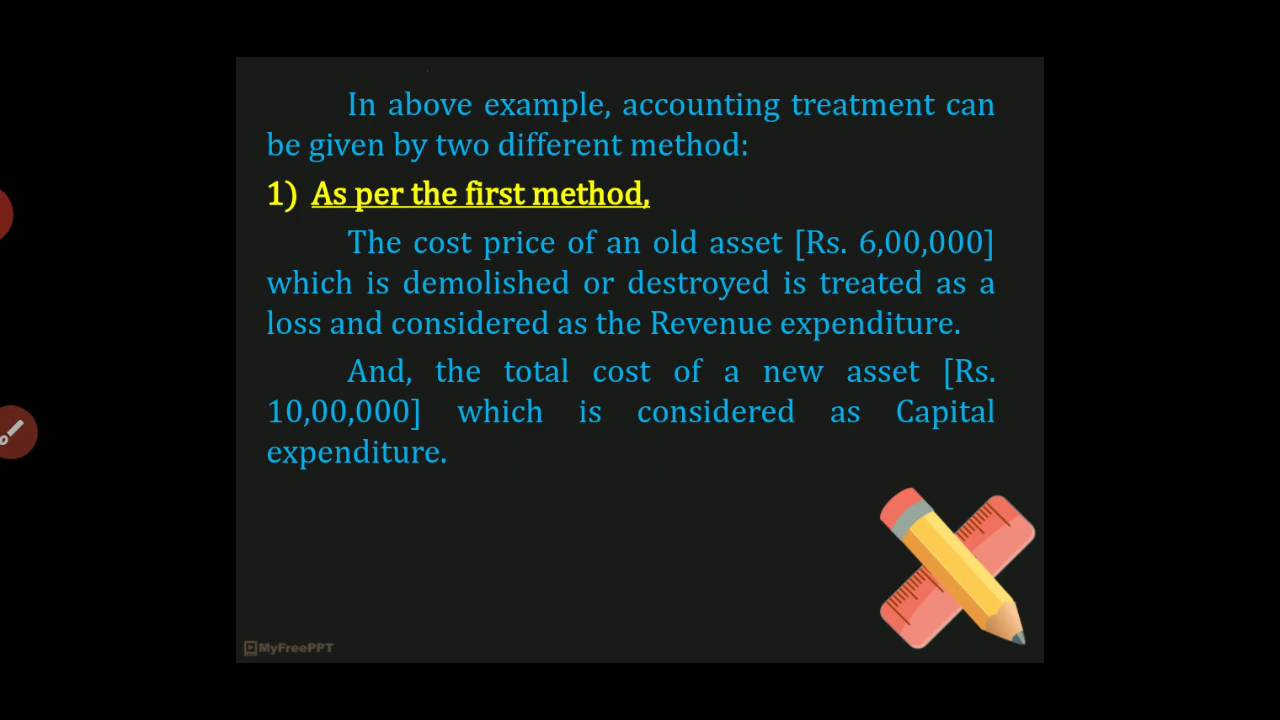 In above example, accounting treatment can
be given by two different method:
1) As per the first method,
The cost price of an old asset [Rs. 6,00,000]
which is demolished or destroyed is treated as a
loss and considered as the Revenue expenditure.
And, the total cost of a new asset [Rs.
10,00,000] which is considered as Capital
expenditure.
MyFreePPT